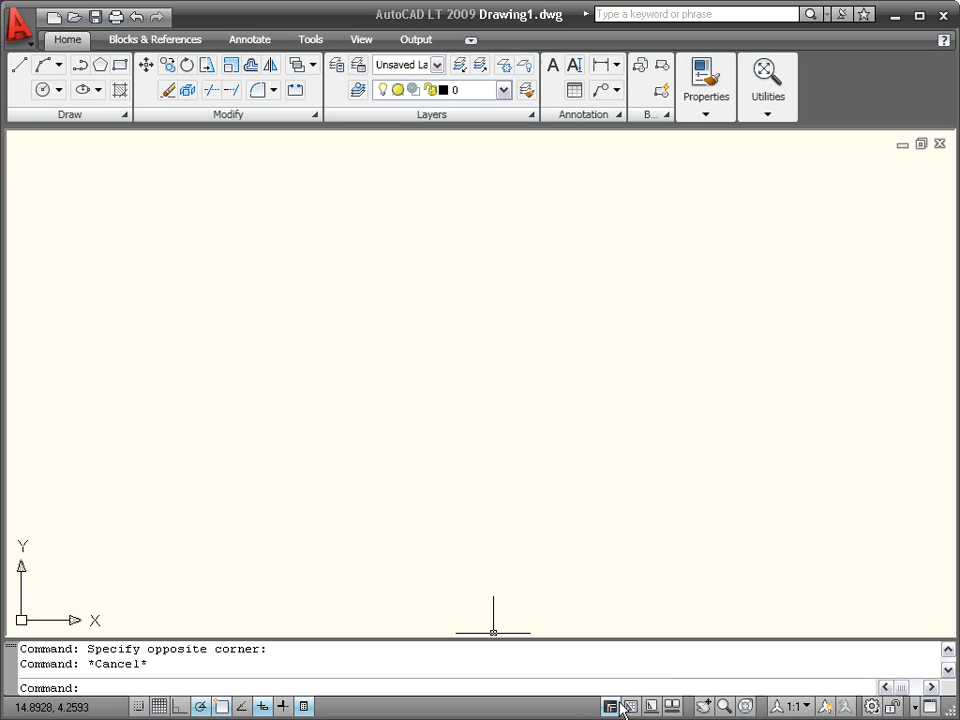 AutoCAD LT 2009 Drawing1.dwg
Type a keyword or phrase
Home Blocks & References Annotate Tools View Output
Unsaved La
0
Properties
Utilities
Draw Modify Layers Annotation B...
Y
X
Command: Specify opposite corner:
Command: *Cancel*
Command:
14.8928, 4.2593
1:1